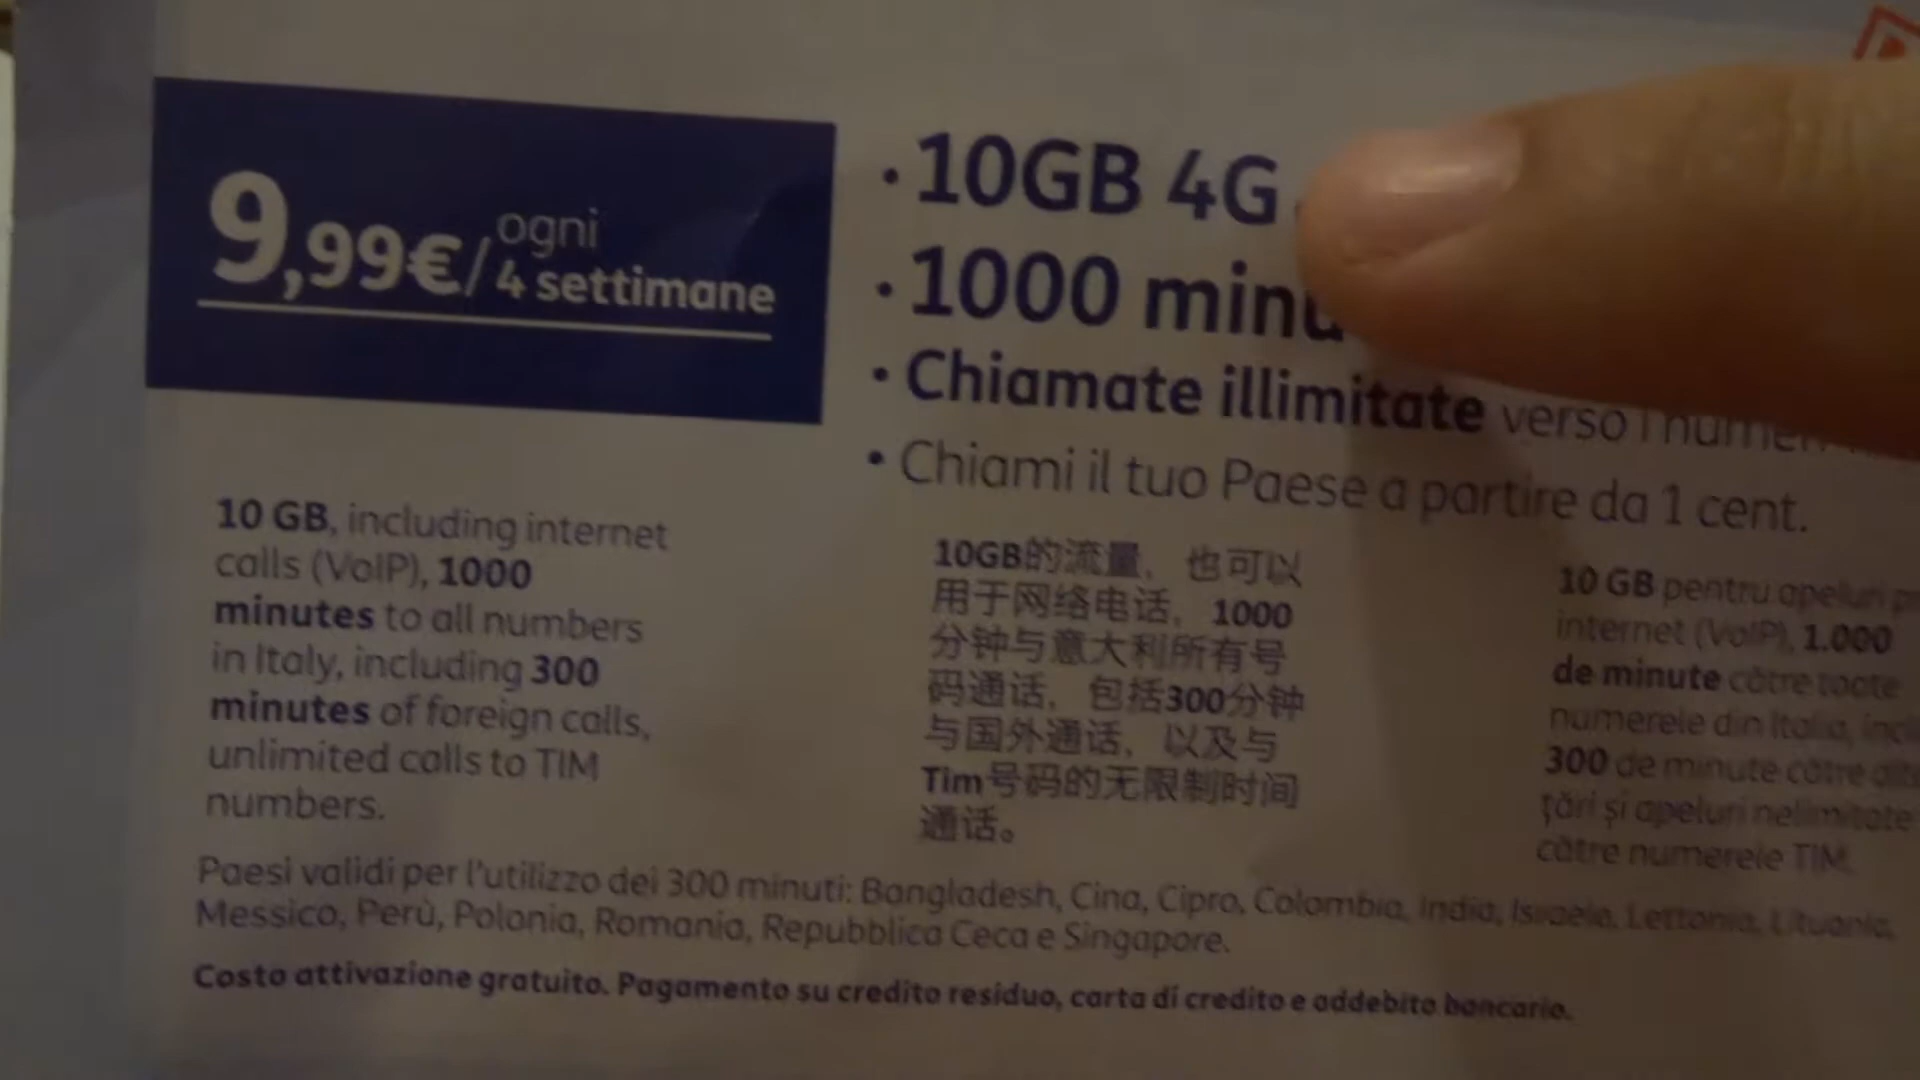 9,99€/ ogni
4 settimane
· 10GB 4G
· 1000 minu
· Chiamate illimitate verso i numeri
· Chiami il tuo Paese a partire da 1 cent.
10 GB, including internet
calls (VoIP), 1000
minutes to all numbers
in Italy, including 300
minutes of foreign calls,
unlimited calls to TIM
numbers.
10GB的流量，也可以
用于网络电话，1000
分钟与意大利所有号
码通话，包括300分钟
与国外通话，以及与
Tim号码的无限制时间
通话。
10 GB pentru apeluri
internet (VoIP), 1.000
de minute către toate
numerele din Italia, incl
300 de minute către alte
țări și apeluri nelimitate
către numerele TIM.
Paesi validi per l'utilizzo dei 300 minuti: Bangladesh, Cina, Cipro, Colombia, India, Israele, Lettonia, Lituania,
Messico, Perù, Polonia, Romania, Repubblica Ceca e Singapore.
Costo attivazione gratuito. Pagamento su credito residuo, carta di credito e addebito bancario.